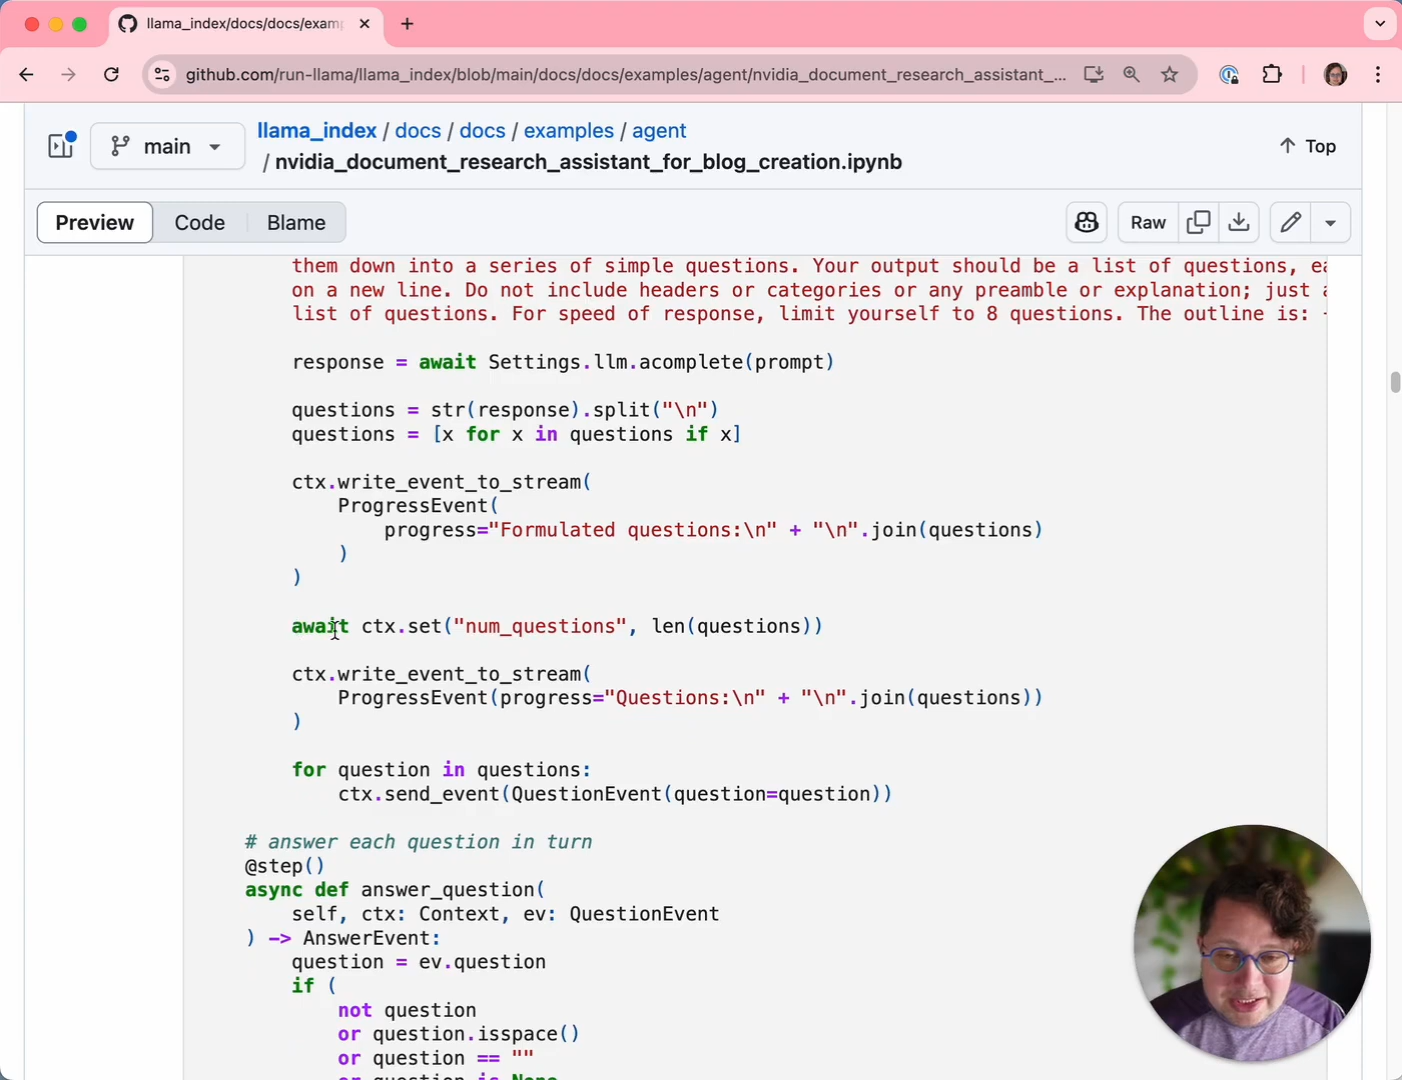 llama_index/docs/docs/exam
github.com/run-llama/llama_index/blob/main/docs/docs/examples/agent/nvidia_document_research_assistant_...
main
llama_index / docs / docs / examples / agent
/ nvidia_document_research_assistant_for_blog_creation.ipynb
Top
Preview
Code
Blame
Raw
them down into a series of simple questions. Your output should be a list of questions, ea
on a new line. Do not include headers or categories or any preamble or explanation; just a
list of questions. For speed of response, limit yourself to 8 questions. The outline is:
response = await Settings.llm.acomplete(prompt)
questions = str(response).split("\n")
questions = [x for x in questions if x]
ctx.write_event_to_stream(
ProgressEvent(
progress="Formulated questions:\n" + "\n".join(questions)
)
)
await ctx.set("num_questions", len(questions))
ctx.write_event_to_stream(
ProgressEvent(progress="Questions:\n" + "\n".join(questions))
)
for question in questions:
ctx.send_event(QuestionEvent(question=question))
# answer each question in turn
@step()
async def answer_question(
self, ctx: Context, ev: QuestionEvent
) -> AnswerEvent:
question = ev.question
if (
not question
or question.isspace()
or question == ""
or question is None